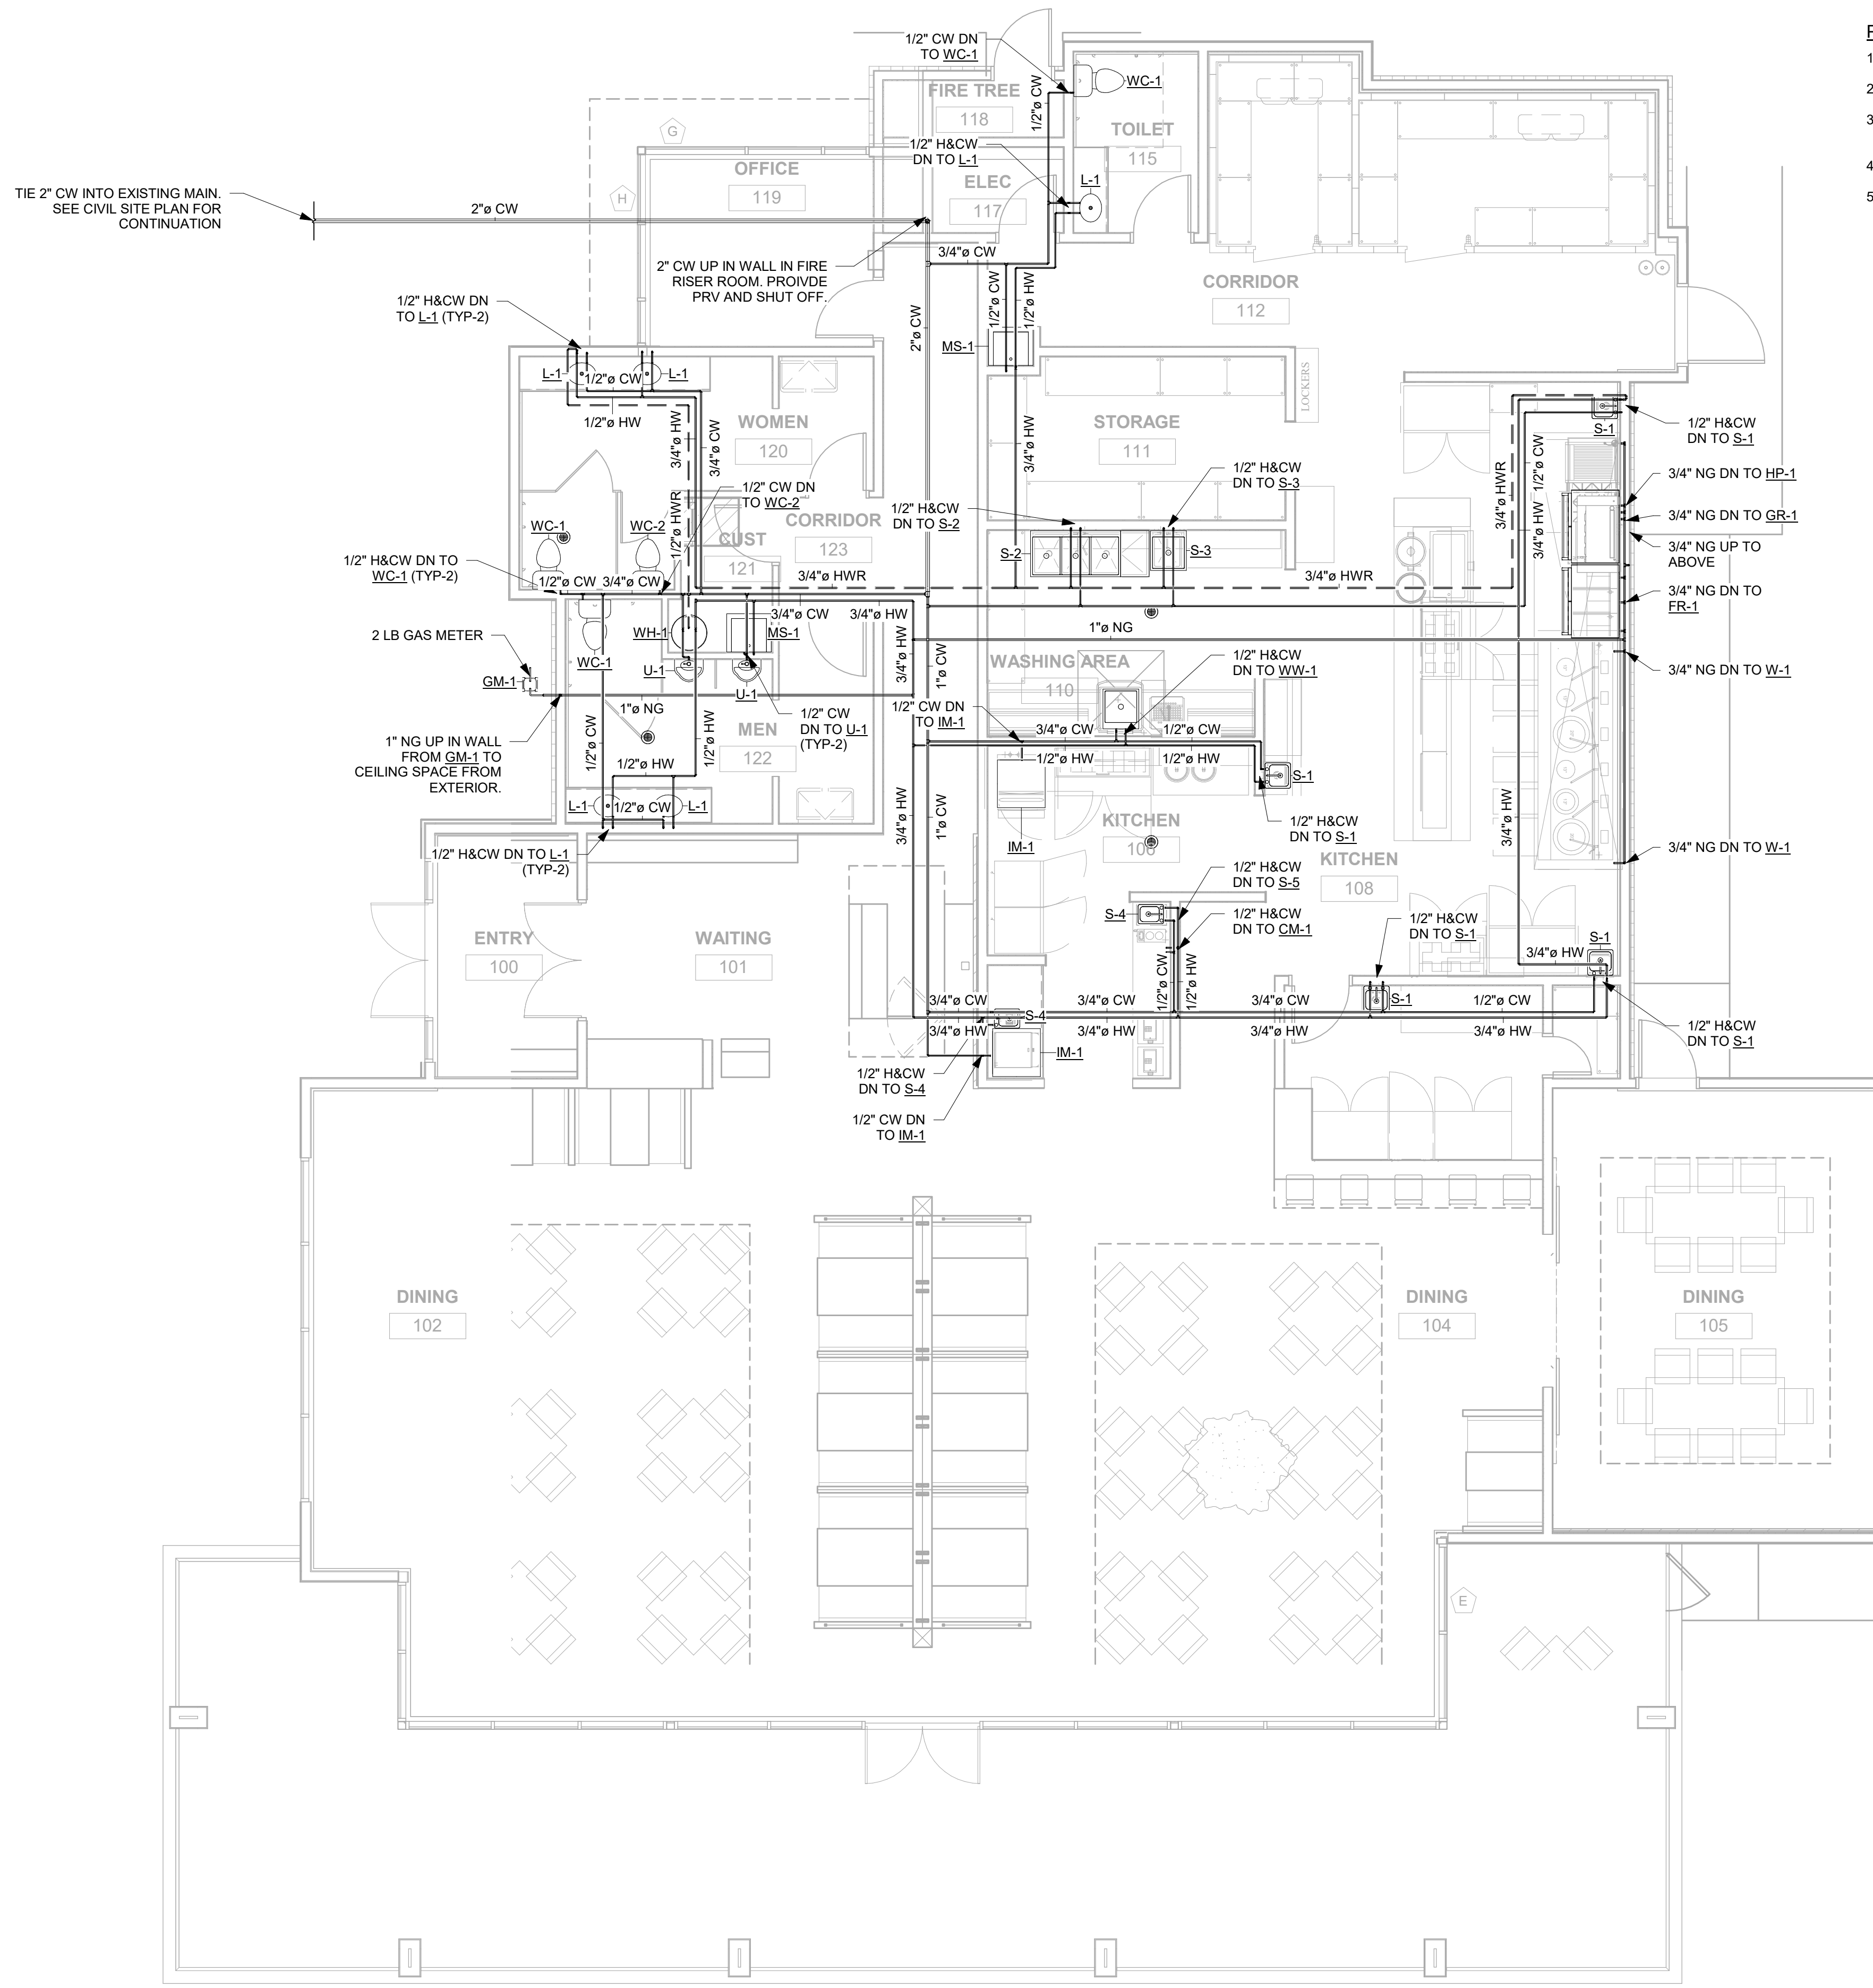 1/2" CW DN
TO WC-1
WC-1
FIRE TREE
118
1/2"ø CW
TOILET
115
1/2" H&CW
DN TO L-1
L-1
G
OFFICE
119
H
ELEC
117
TIE 2" CW INTO EXISTING MAIN.
SEE CIVIL SITE PLAN FOR
CONTINUATION
2"ø CW
3/4"ø CW
2" CW UP IN WALL IN FIRE
RISER ROOM. PROIVDE
PRV AND SHUT OFF.
CORRIDOR
112
1/2"ø CW
1/2"ø HW
2"ø CW
1/2" H&CW DN
TO L-1 (TYP-2)
MS-1
L-1
1/2"ø CW
L-1
LOCKERS
1/2"ø HW
WOMEN
120
STORAGE
111
3/4"ø HW
3/4"ø CW
3/4"ø HW
S-1
1/2" H&CW
DN TO S-1
1/2" H&CW
DN TO S-3
3/4" NG DN TO HP-1
3/4"ø HWR
3/4"ø HW
1/2"ø CW
1/2" CW DN
TO WC-2
1/2" H&CW
DN TO S-2
3/4" NG DN TO GR-1
WC-1
WC-2
1/2"ø HWR
CORRIDOR
123
CUST
121
S-2
S-3
3/4" NG UP TO
ABOVE
1/2" H&CW DN TO
WC-1 (TYP-2)
1/2"ø CW
3/4"ø CW
3/4"ø HWR
3/4"ø HWR
3/4" NG DN TO
FR-1
3/4"ø CW
3/4"ø HW
2 LB GAS METER
WH-1
MS-1
1"ø NG
WC-1
U-1
3/4"ø HW
1"ø CW
WASHING AREA
110
1/2" H&CW
DN TO WW-1
3/4" NG DN TO W-1
GM-1
U-1
1"ø NG
1/2" CW DN
TO IM-1
1/2" CW
DN TO U-1
(TYP-2)
MEN
122
3/4"ø CW
1/2"ø CW
1" NG UP IN WALL
FROM GM-1 TO
CEILING SPACE FROM
EXTERIOR.
1/2"ø CW
1/2"ø HW
1/2"ø HW
1/2"ø HW
1/2"ø HW
S-1
L-1
1/2"ø CW
L-1
3/4"ø HW
1"ø CW
KITCHEN
106
1/2" H&CW
DN TO S-1
3/4"ø HW
IM-1
3/4" NG DN TO W-1
1/2" H&CW DN TO L-1
(TYP-2)
KITCHEN
108
1/2" H&CW
DN TO S-5
S-4
1/2" H&CW
DN TO CM-1
1/2" H&CW
DN TO S-1
ENTRY
100
WAITING
101
S-1
3/4"ø HW
1/2"ø CW
1/2"ø HW
3/4"ø CW
3/4"ø CW
3/4"ø CW
S-1
1/2"ø CW
S-4
3/4"ø HW
3/4"ø HW
3/4"ø HW
3/4"ø HW
1/2" H&CW
DN TO S-1
IM-1
1/2" H&CW
DN TO S-4
1/2" CW DN
TO IM-1
DINING
102
DINING
104
DINING
105
E
1
2
3
4
5